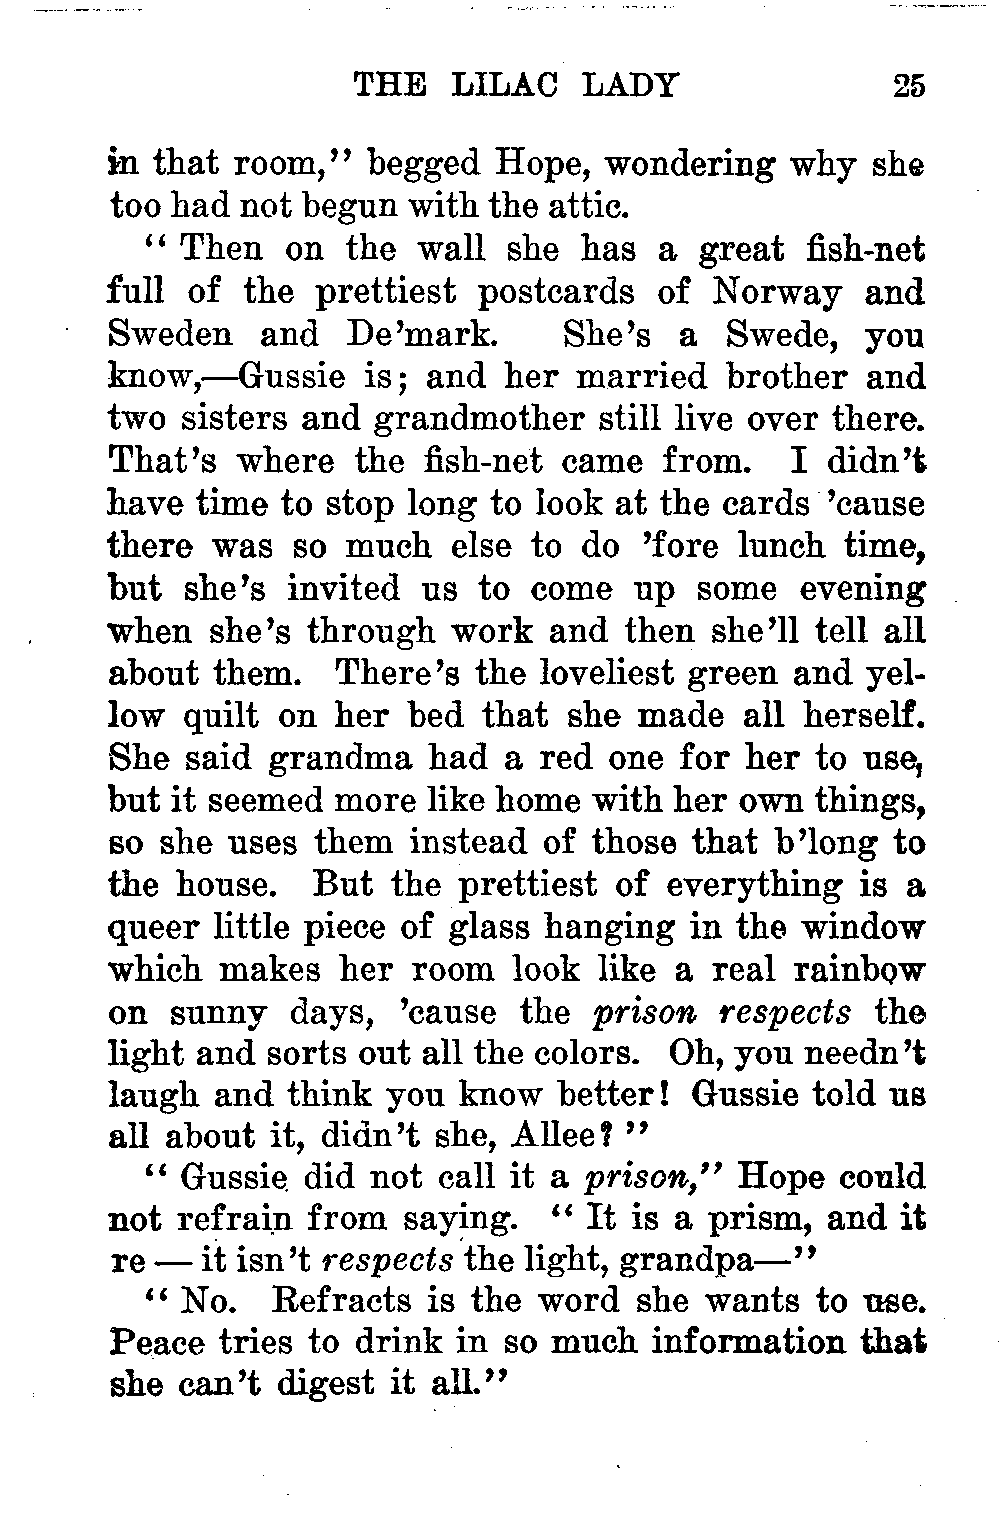 THE LILAC LADY 25
in that room," begged Hope, wondering why she
too had not begun with the attic.
"Then on the wall she has a great fish-net
full of the prettiest postcards of Norway and
Sweden and De'mark. She's a Swede, you
know,—Gussie is; and her married brother and
two sisters and grandmother still live over there.
That's where the fish-net came from. I didn't
have time to stop long to look at the cards 'cause
there was so much else to do 'fore lunch time,
but she's invited us to come up some evening
when she's through work and then she'll tell all
about them. There's the loveliest green and yel-
low quilt on her bed that she made all herself.
She said grandma had a red one for her to use,
but it seemed more like home with her own things,
so she uses them instead of those that b'long to
the house. But the prettiest of everything is a
queer little piece of glass hanging in the window
which makes her room look like a real rainbow
on sunny days, 'cause the prison respects the
light and sorts out all the colors. Oh, you needn't
laugh and think you know better! Gussie told us
all about it, didn't she, Allee?"
"Gussie did not call it a prison," Hope could
not refrain from saying. "It is a prism, and it
re — it isn't respects the light, grandpa—"
"No. Refracts is the word she wants to use.
Peace tries to drink in so much information that
she can't digest it all."